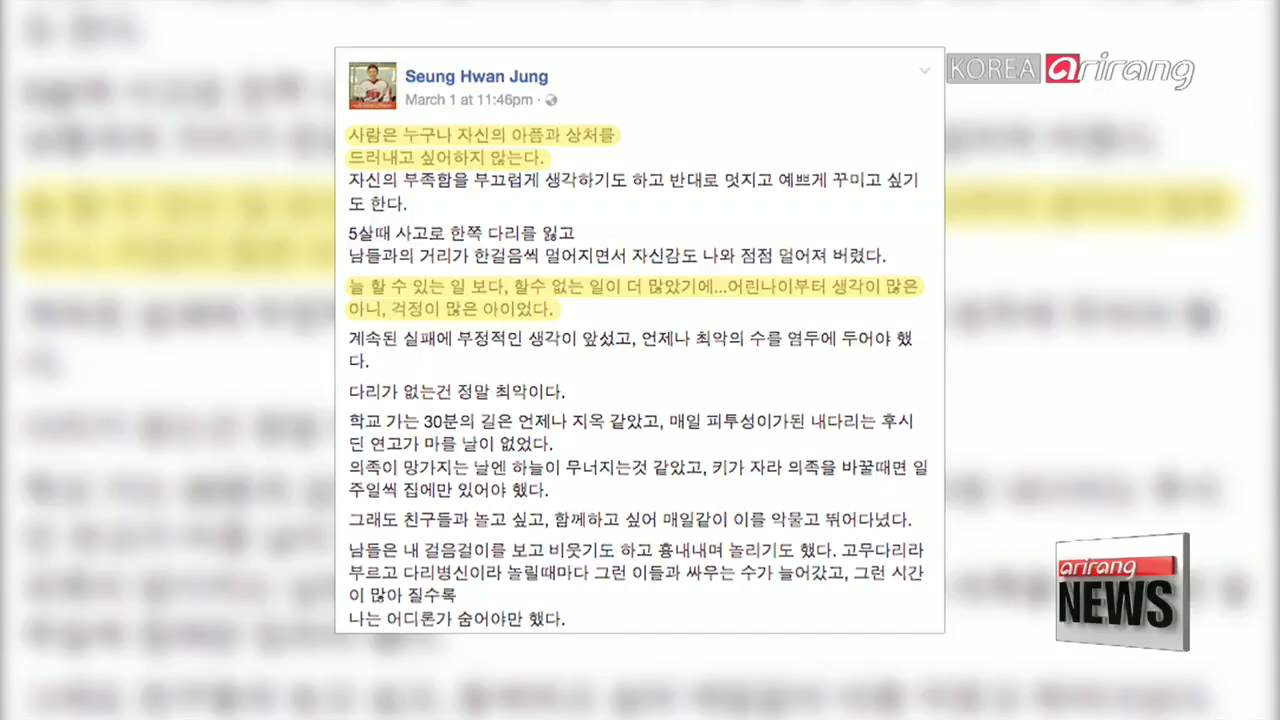 Seung Hwan Jung
March 1 at 11:46pm ·
사람은 누구나 자신의 아픔과 상처를
드러내고 싶어하지 않는다.
자신의 부족함을 부끄럽게 생각하기도 하고 반대로 멋지고 예쁘게 꾸미고 싶기
도 한다.
5살때 사고로 한쪽 다리를 잃고
남들과의 거리가 한걸음씩 멀어지면서 자신감도 나와 점점 멀어져 버렸다.
늘 할 수 있는 일 보다, 할수 없는 일이 더 많았기에...어린나이부터 생각이 많은
아니, 걱정이 많은 아이었다.
계속된 실패에 부정적인 생각이 앞섰고, 언제나 최악의 수를 염두에 두어야 했
다.
다리가 없는건 정말 최악이다.
학교 가는 30분의 길은 언제나 지옥 같았고, 매일 피투성이가된 내다리는 후시
딘 연고가 마를 날이 없었다.
의족이 망가지는 날엔 하늘이 무너지는것 같았고, 키가 자라 의족을 바꿀때면 일
주일씩 집에만 있어야 했다.
그래도 친구들과 놀고 싶고, 함께하고 싶어 매일같이 이를 악물고 뛰어다녔다.
남들은 내 걸음걸이를 보고 비웃기도 하고 흉내내며 놀리기도 했다. 고무다리라
부르고 다리병신이라 놀릴때마다 그런 이들과 싸우는 수가 늘어갔고, 그런 시간
이 많아 질수록
나는 어디론가 숨어야만 했다.
KOREA arirang
arirang
NEWS